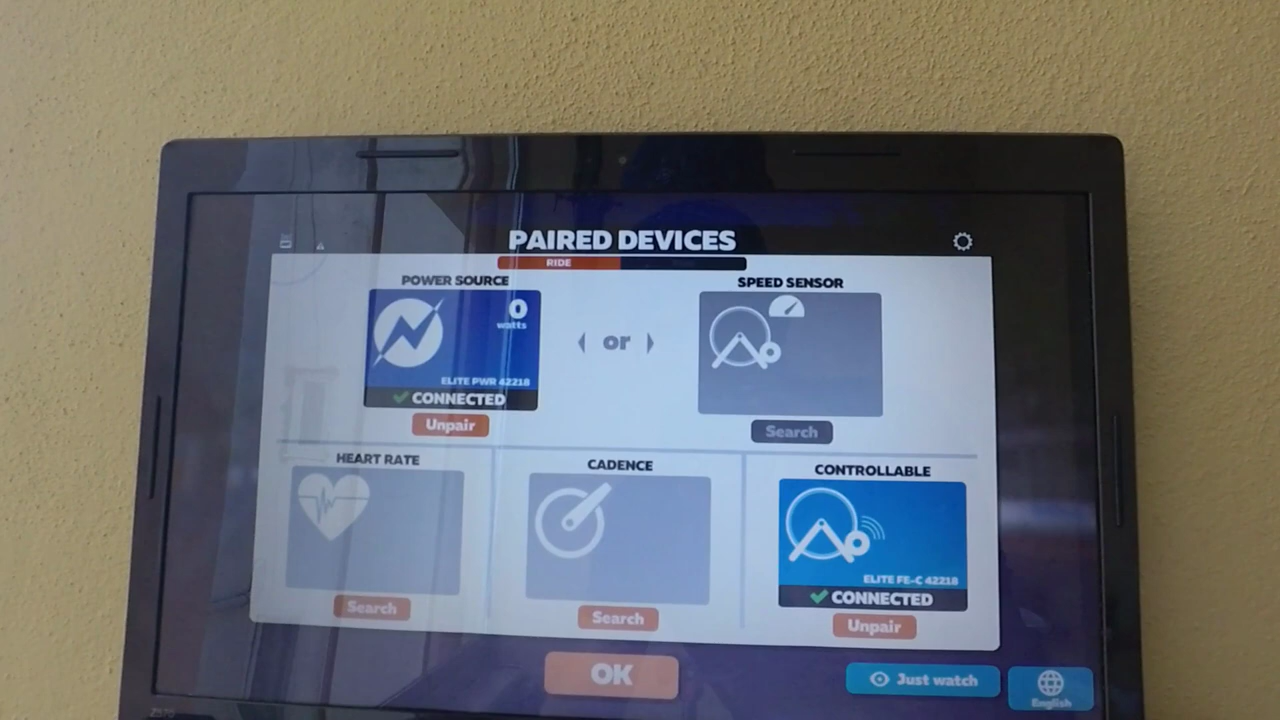 PAIRED DEVICES
RIDE
POWER SOURCE
0
watts
ELITE PWR 42218
CONNECTED
Unpair
or
SPEED SENSOR
Search
HEART RATE
Search
CADENCE
Search
CONTROLLABLE
ELITE FE-C 42218
CONNECTED
Unpair
OK
Just watch
English